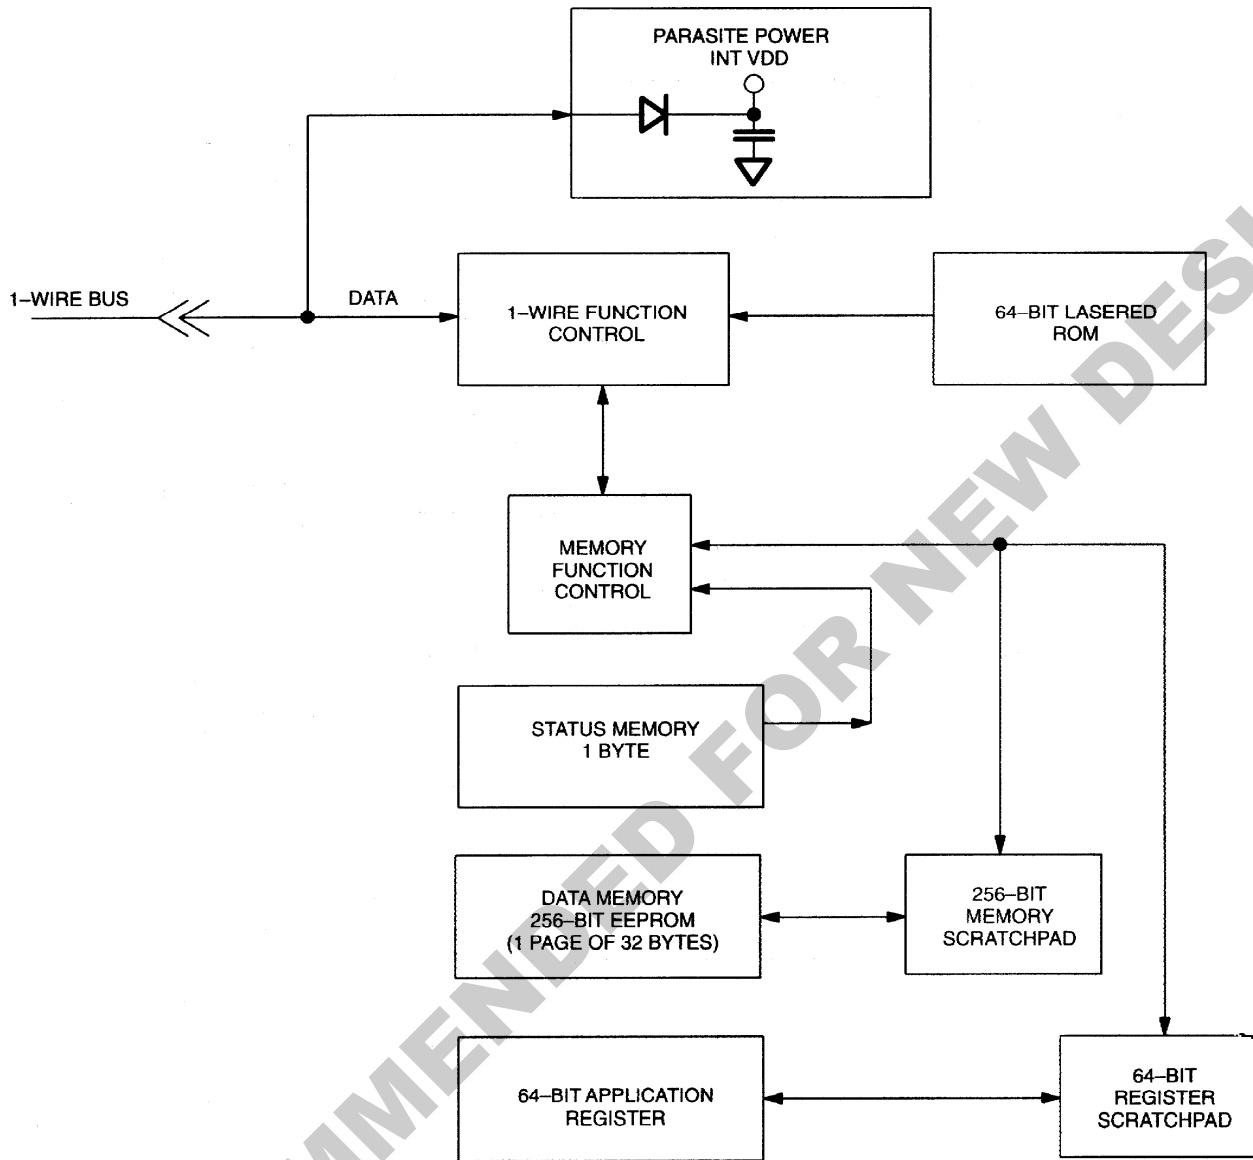 PARASITE POWER
INT VDD
1–WIRE BUS
DATA
1–WIRE FUNCTION
CONTROL
64–BIT LASERED
ROM
MEMORY
FUNCTION
CONTROL
STATUS MEMORY
1 BYTE
DATA MEMORY
256–BIT EEPROM
(1 PAGE OF 32 BYTES)
256–BIT
MEMORY
SCRATCHPAD
64–BIT APPLICATION
REGISTER
64–BIT
REGISTER
SCRATCHPAD
FOR NEW